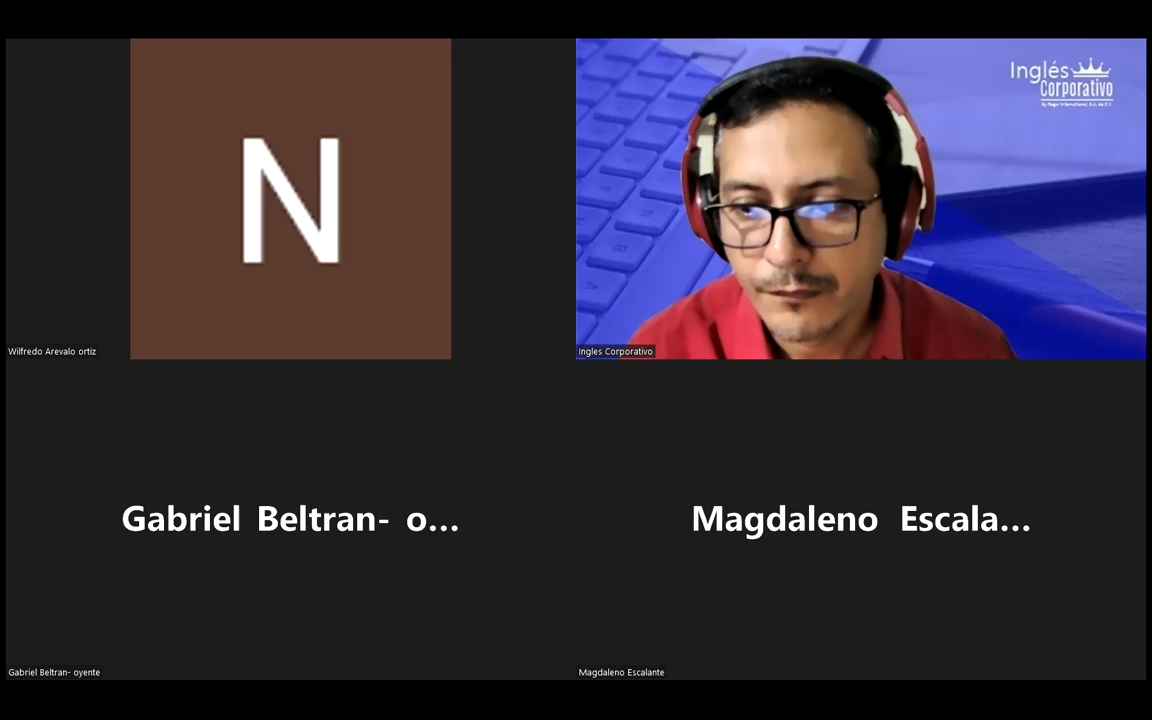 N
Wilfredo Arevalo ortiz
Inglés
Corporativo
Ingles Corporativo
Gabriel Beltran- o...
Gabriel Beltran- oyente
Magdaleno Escala...
Magdaleno Escalante